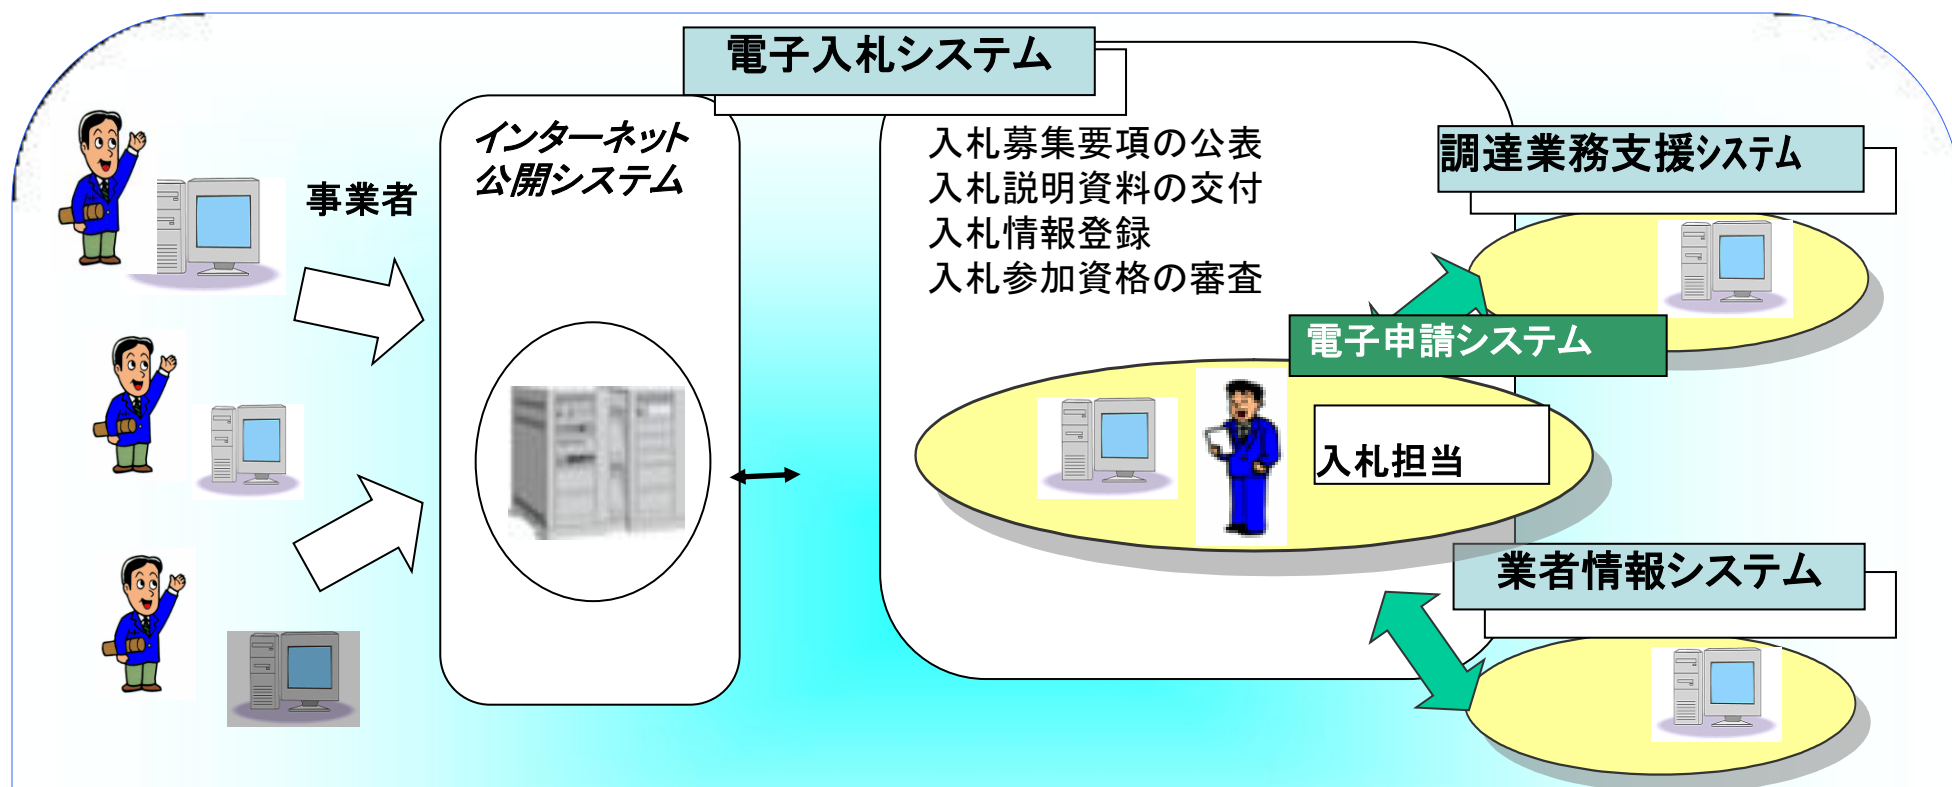 電子入札システム
インターネット
公開システム
事業者
入札募集要項の公表
入札説明資料の交付
入札情報登録
入札参加資格の審査
調達業務支援システム
電子申請システム
入札担当
業者情報システム